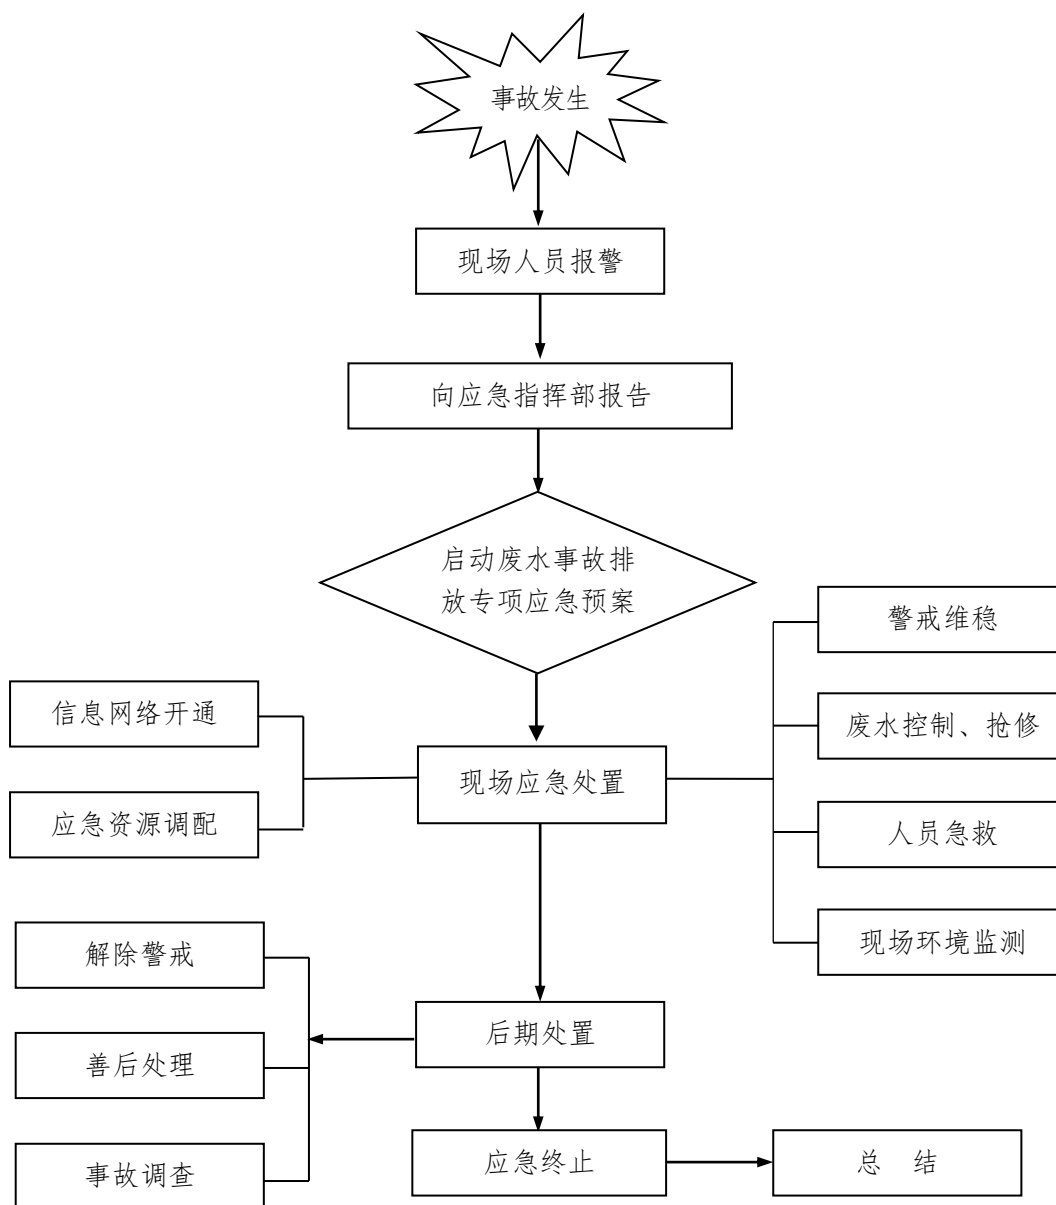 事故发生
现场人员报警
向应急指挥部报告
启动废水事故排
放专项应急预案
警戒维稳
信息网络开通
废水控制、抢修
现场应急处置
应急资源调配
人员急救
解除警戒
现场环境监测
后期处置
善后处理
应急终止
总 结
事故调查